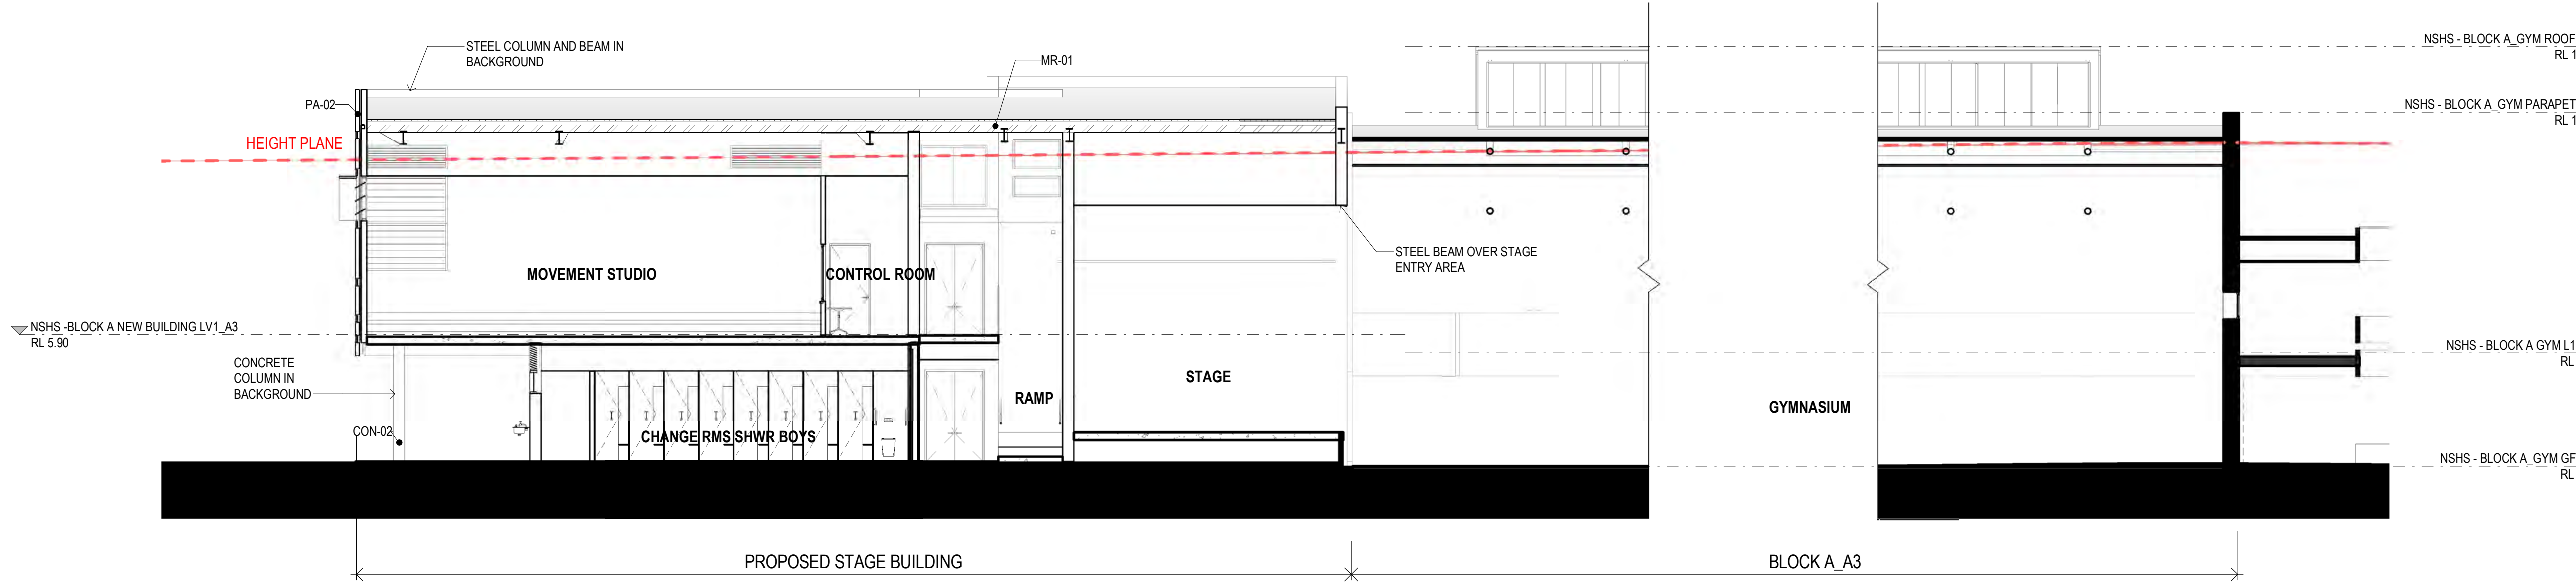 STEEL COLUMN AND BEAM IN
BACKGROUND
MR-01
NSHS - BLOCK A_GYM ROOF
RL 1
PA-02
NSHS - BLOCK A_GYM PARAPET
RL 1
HEIGHT PLANE
STEEL BEAM OVER STAGE
ENTRY AREA
MOVEMENT STUDIO
CONTROL ROOM
NSHS -BLOCK A NEW BUILDING LV1_A3
RL 5.90
NSHS - BLOCK A GYM L1
RL
CONCRETE
COLUMN IN
BACKGROUND
STAGE
RAMP
GYMNASIUM
CON-02
CHANGE RMS SHWR BOYS
NSHS - BLOCK A_GYM GF
RL
PROPOSED STAGE BUILDING
BLOCK A_A3